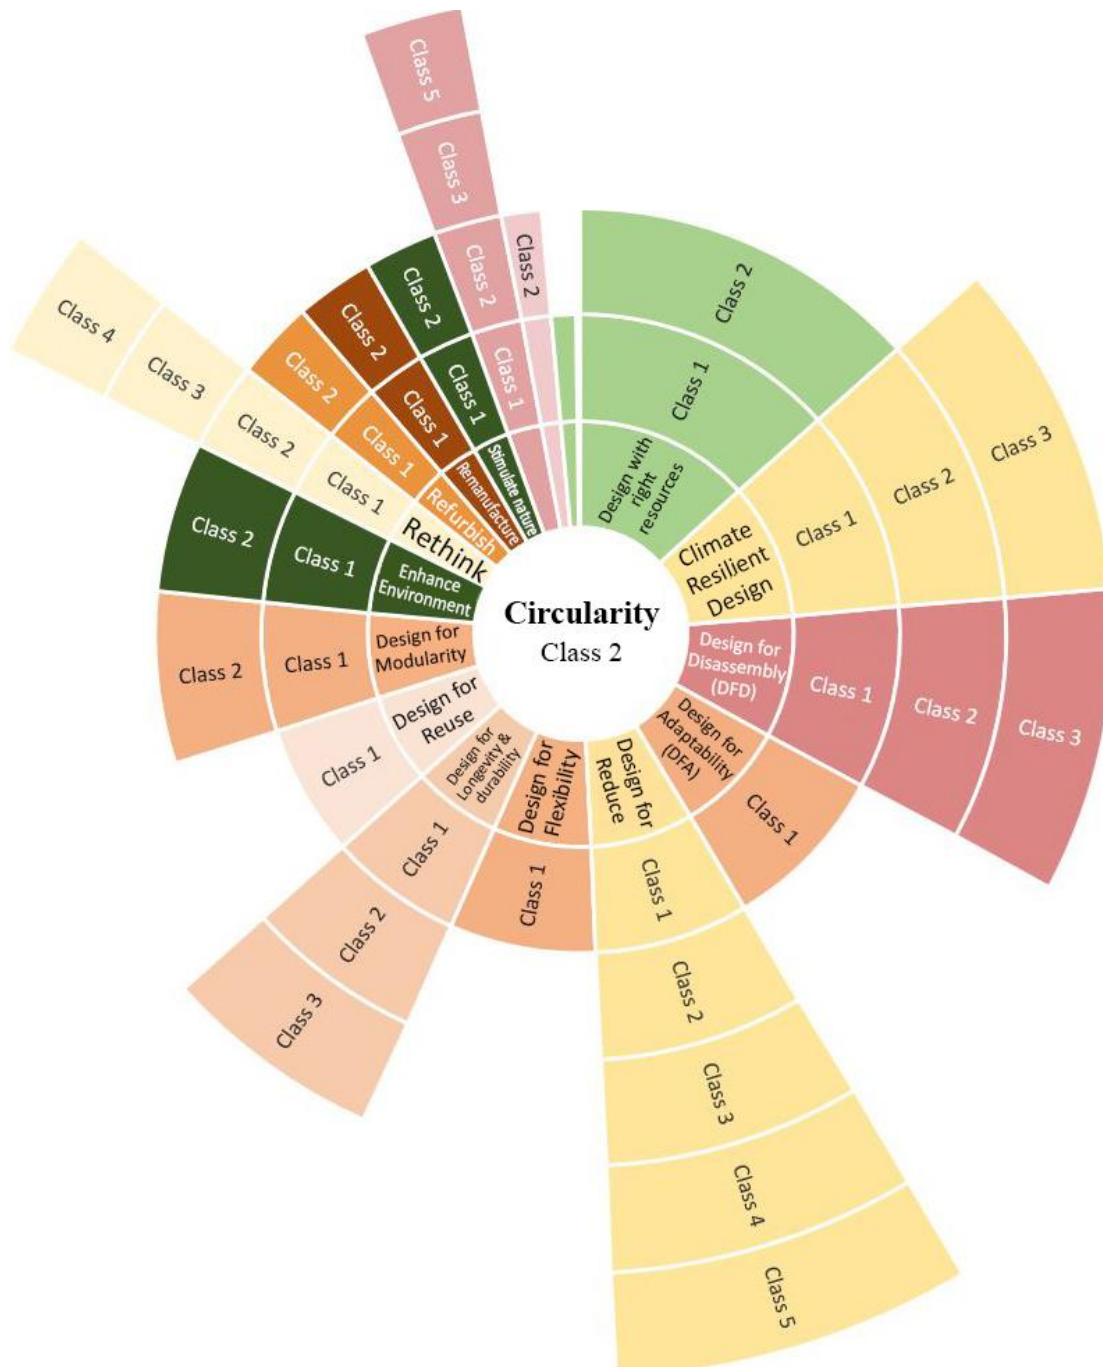 Circularity
Class 2
Design with
right
resources
Class 1
Class 2
Climate
Resilient
Design
Class 1
Class 2
Class 3
Design for
Disassembly
(DFD)
Class 1
Class 2
Class 3
Design for
Adaptability
(DFA)
Class 1
Design for
Reduce
Class 1
Class 2
Class 3
Class 4
Class 5
Design for
Flexibility
Class 1
Design for
Longevity &
durability
Class 1
Class 2
Class 3
Design for
Reuse
Class 1
Design for
Modularity
Class 1
Class 2
Enhance
Environment
Class 1
Class 2
Rethink
Class 1
Class 2
Class 3
Class 4
Refurbish
Class 1
Class 2
Remanufacture
Class 1
Class 2
Stimulate nature
Class 1
Class 2
Class 1
Class 2
Class 3
Class 5
Class 2